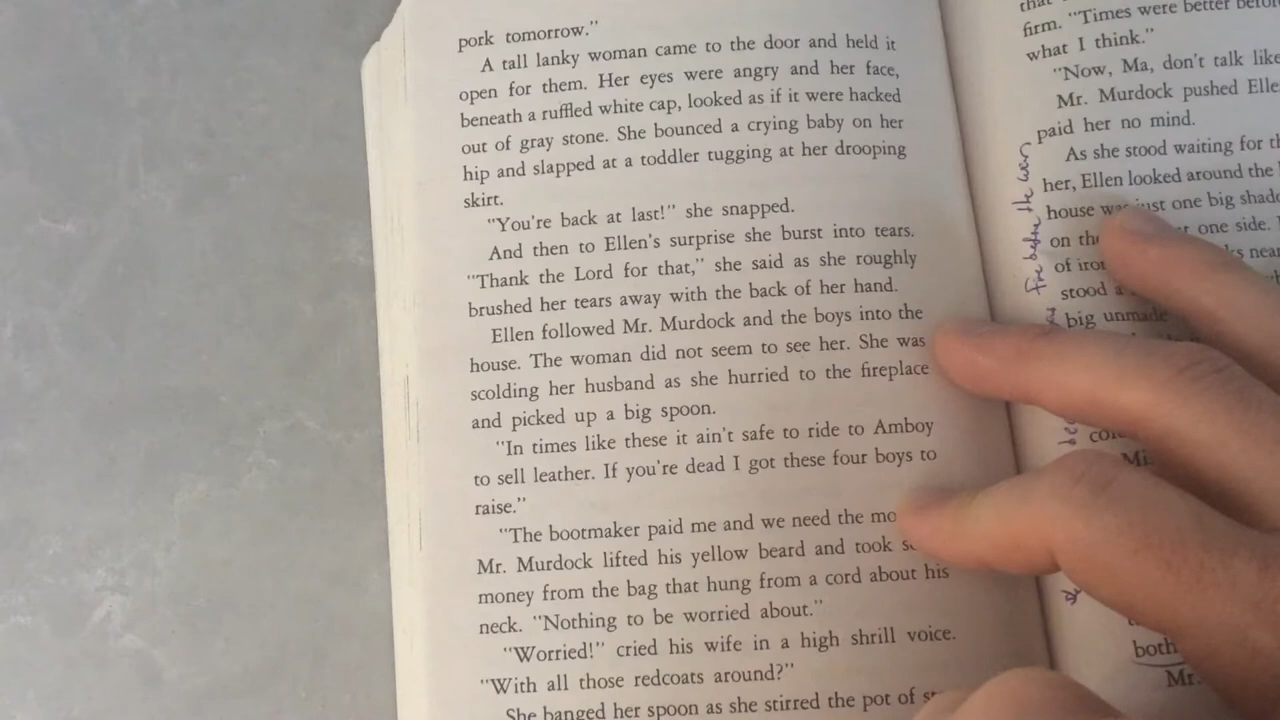 pork tomorrow."
A tall lanky woman came to the door and held it
open for them. Her eyes were angry and her face,
beneath a ruffled white cap, looked as if it were hacked
out of gray stone. She bounced a crying baby on her
hip and slapped at a toddler tugging at her drooping
skirt.
"You're back at last!" she snapped.
And then to Ellen's surprise she burst into tears.
"Thank the Lord for that," she said as she roughly
brushed her tears away with the back of her hand.
Ellen followed Mr. Murdock and the boys into the
house. The woman did not seem to see her. She was
scolding her husband as she hurried to the fireplace
and picked up a big spoon.
"In times like these it ain't safe to ride to Amboy
to sell leather. If you're dead I got these four boys to
raise."
"The bootmaker paid me and we need the
Mr. Murdock lifted his yellow beard and took
money from the bag that hung from a cord about his
neck. "Nothing to be worried about."
"Worried!" cried his wife in a high shrill voice.
"With all those redcoats around?"
She banged her spoon as she stirred the pot of
that
firm. "Times were better
what I think."
"Now, Ma, don't talk like
Mr. Murdock pushed
paid her no mind.
As she stood waiting for
her, Ellen looked around the
house was just one big
on the one side.
of iron
stood
big unmade
both
Mr.
before the war